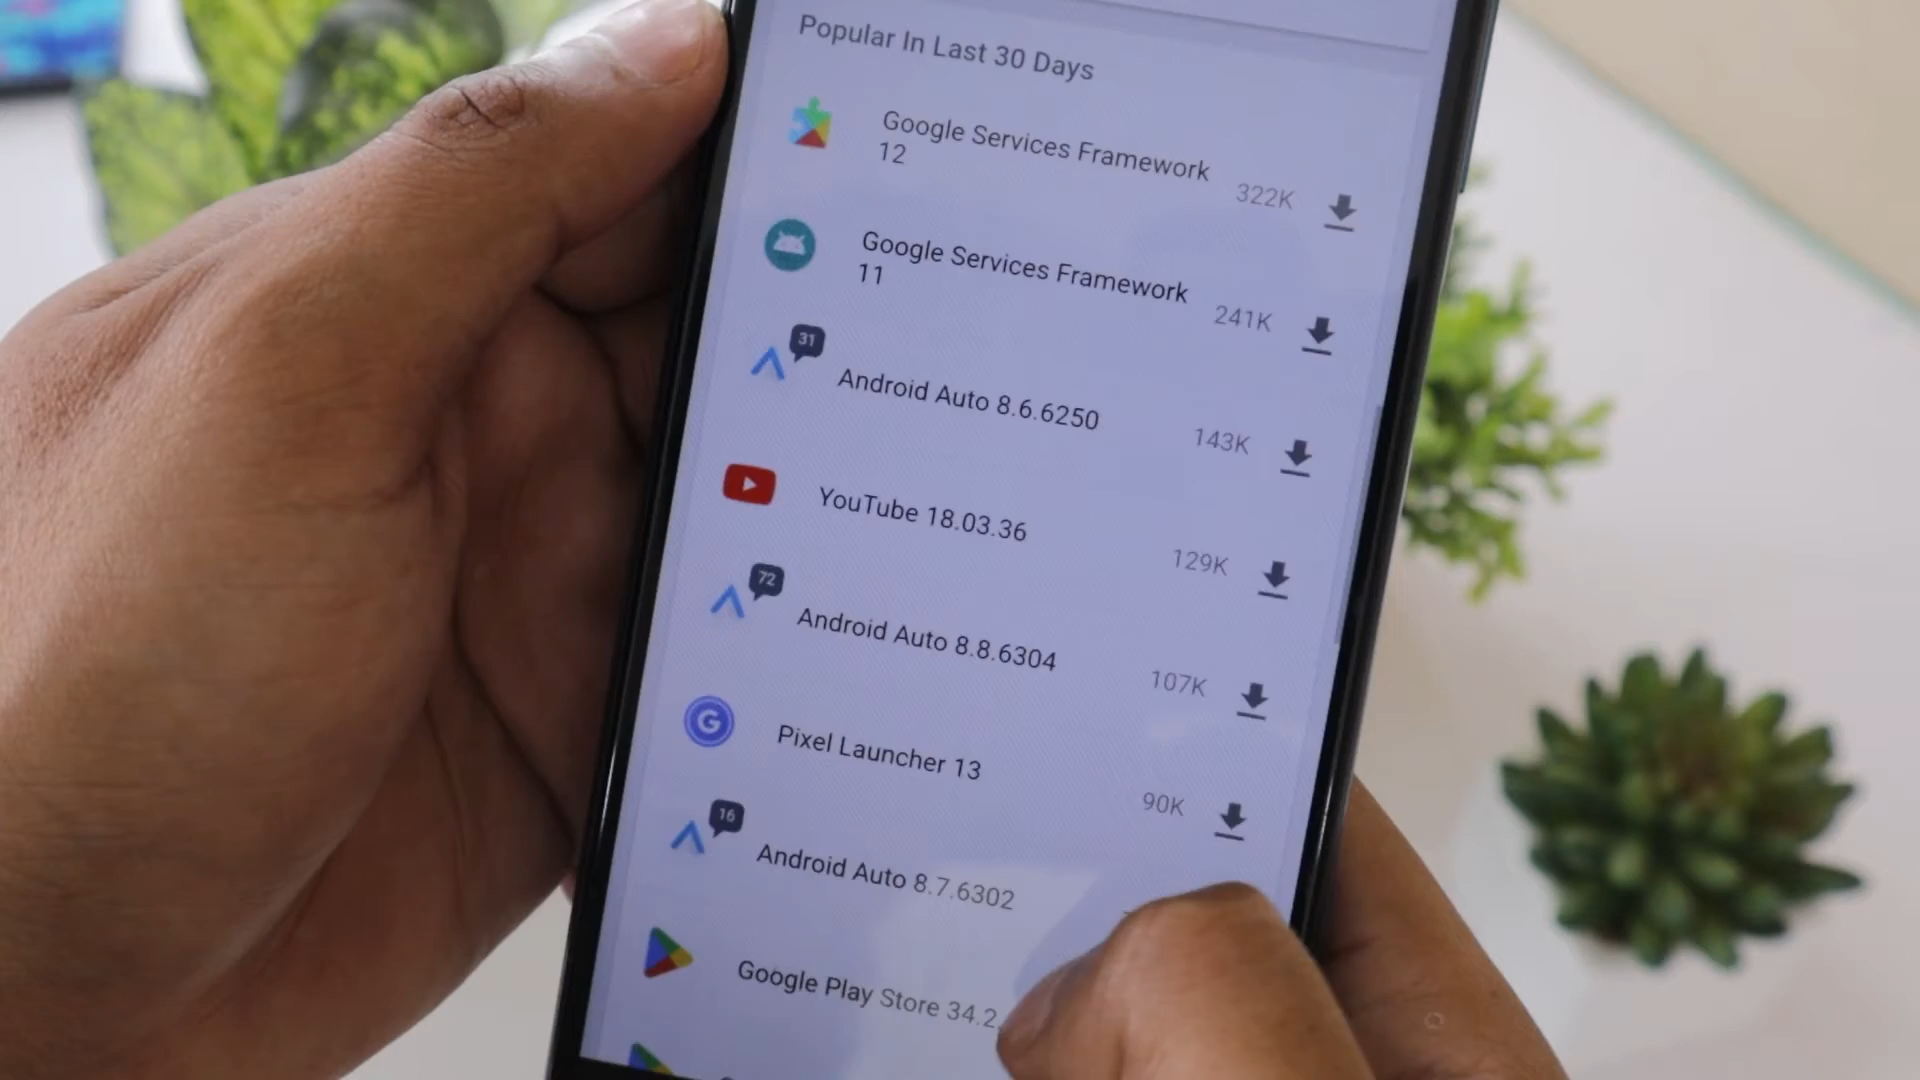 Popular In Last 30 Days
Google Services Framework
12
322K
Google Services Framework
11
241K
31
Android Auto 8.6.6250
143K
YouTube 18.03.36
129K
72
Android Auto 8.8.6304
107K
G
Pixel Launcher 13
90K
16
Android Auto 8.7.6302
Google Play Store 34.2.